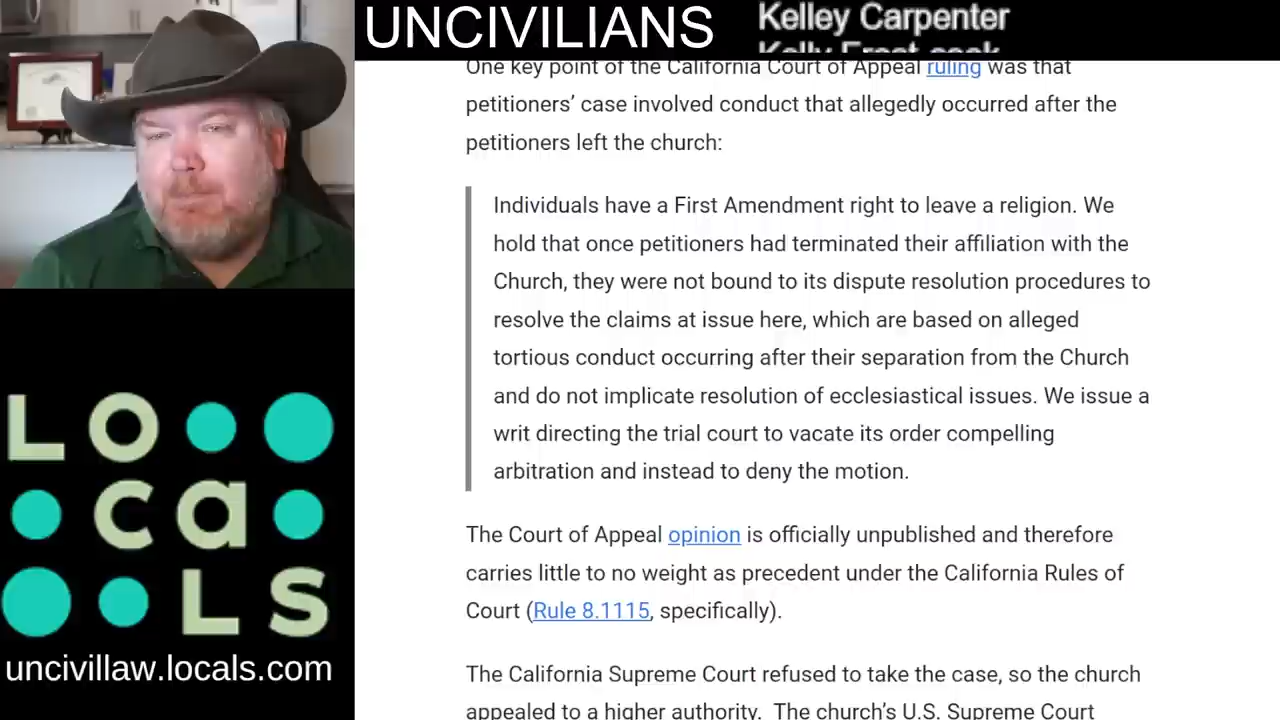 UNCIVILIANS
Kelley Carpenter
Kelly Frost-cook
One key point of the California Court of Appeal ruling was that
petitioners’ case involved conduct that allegedly occurred after the
petitioners left the church:
Individuals have a First Amendment right to leave a religion. We
hold that once petitioners had terminated their affiliation with the
Church, they were not bound to its dispute resolution procedures to
resolve the claims at issue here, which are based on alleged
tortious conduct occurring after their separation from the Church
and do not implicate resolution of ecclesiastical issues. We issue a
writ directing the trial court to vacate its order compelling
arbitration and instead to deny the motion.
The Court of Appeal opinion is officially unpublished and therefore
carries little to no weight as precedent under the California Rules of
Court (Rule 8.1115, specifically).
The California Supreme Court refused to take the case, so the church
appealed to a higher authority. The church’s U.S. Supreme Court
LO
Ca
LS
uncivillaw.locals.com